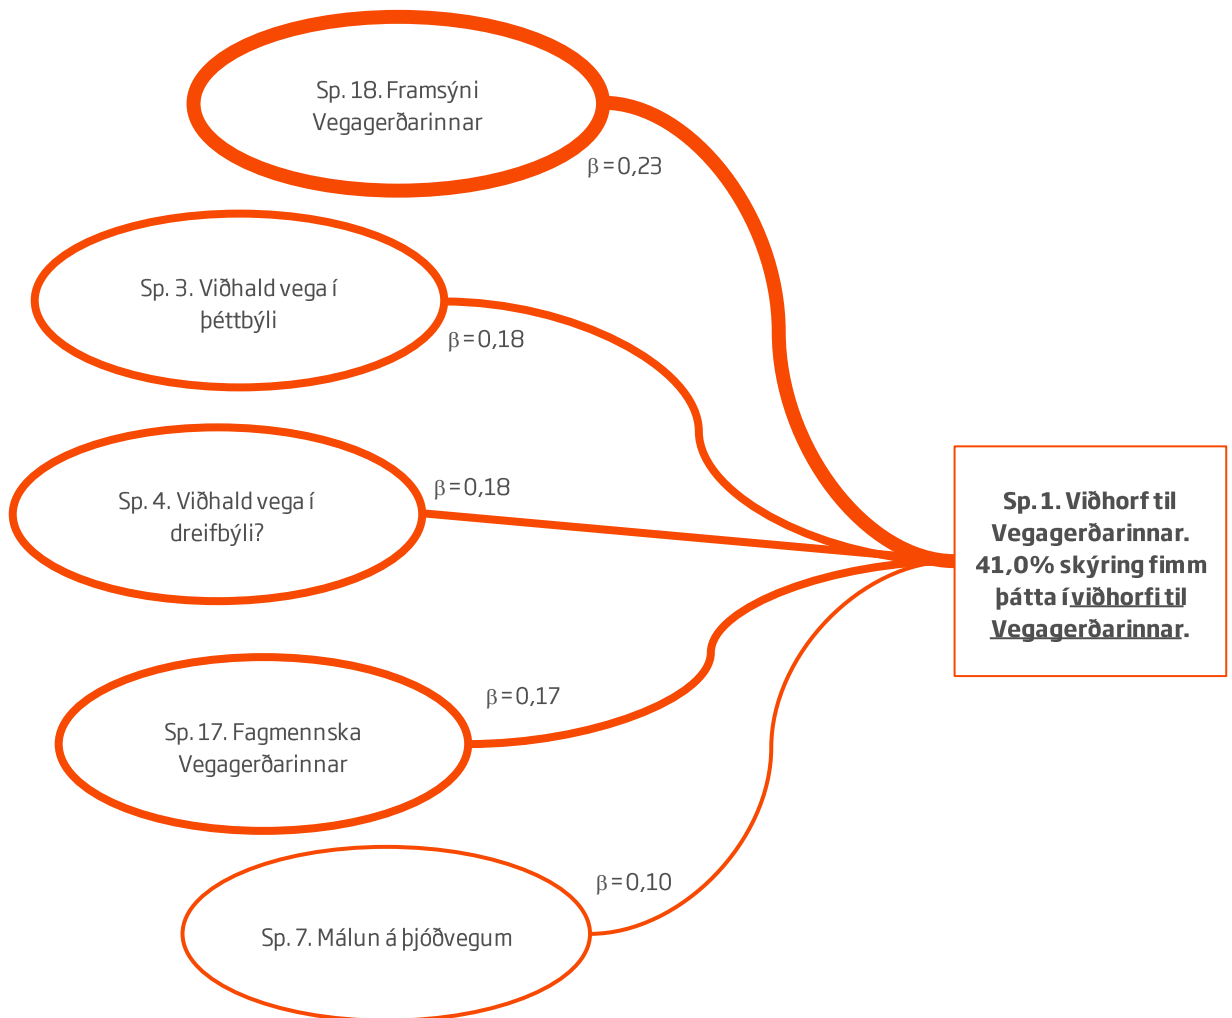 Sp. 18. Framsýni
Vegagerðarinnar
β = 0,23
Sp. 3. Viðhald vega í
þéttbýli
β = 0,18
Sp. 4. Viðhald vega í
dreifbýli?
β = 0,18
Sp. 1. Viðhorf til
Vegagerðarinnar.
41,0% skýring fimm
þátta í viðhorfi til
Vegagerðarinnar.
Sp. 17. Fagmennska
Vegagerðarinnar
β = 0,17
Sp. 7. Málun á þjóðvegum
β = 0,10